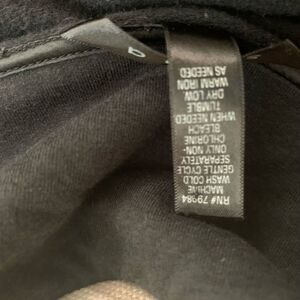 RN# 79984
MACHINE
WASH COLD
GENTLE CYCLE
SEPARATELY
ONLY NON-
CHLORINE
BLEACH
WHEN NEEDED
TUMBLE
DRY LOW.
WARM IRON
AS NEEDED